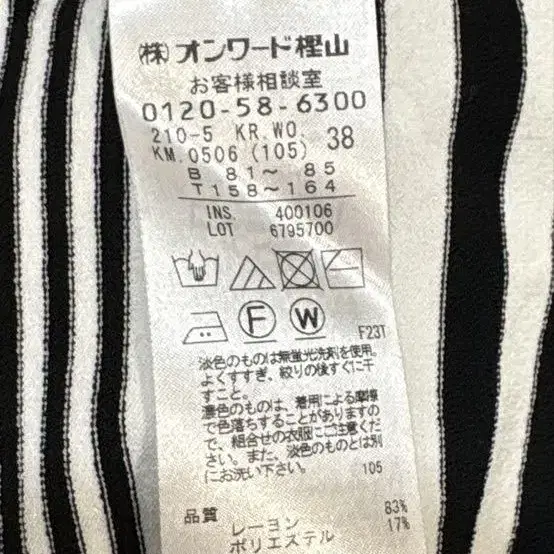 (株)オンワード樫山
お客様相談室
0120-58-6300
210-5 KR.WO. 38
KM.0506 (105)
B 81～ 85
T 158～164
INS. 400106
LOT 6795700
F W
F23T
淡色のものは無蛍光洗剤を使用。
よくすすぎ、絞りの後すぐに干
すこと。
濃色のものは、着用による摩擦
で色落ちすることがありますの
で、組合せの衣服にご注意くだ
さい。また、淡色のものとは別
にお洗い下さい。
105
品質
83%
レーヨン
17%
ポリエステル